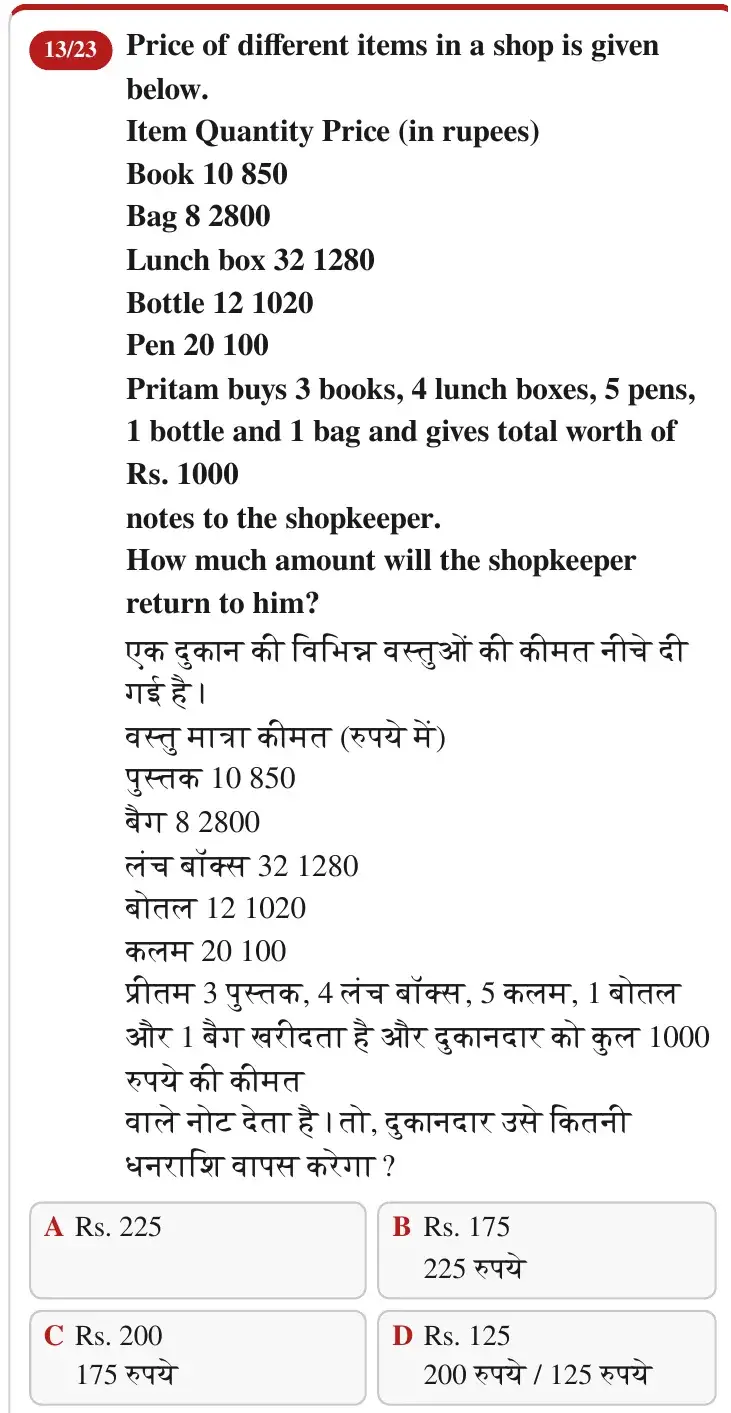 13/23 Price of different items in a shop is given
below.
Item Quantity Price (in rupees)
Book 10 850
Bag 8 2800
Lunch box 32 1280
Bottle 12 1020
Pen 20 100
Pritam buys 3 books, 4 lunch boxes, 5 pens,
1 bottle and 1 bag and gives total worth of
Rs. 1000
notes to the shopkeeper.
How much amount will the shopkeeper
return to him?
एक दुकान की विभिन्न वस्तुओं की कीमत नीचे दी
गई है।
वस्तु मात्रा कीमत (रुपये में)
पुस्तक 10 850
बैग 8 2800
लंच बॉक्स 32 1280
बोतल 12 1020
कलम 20 100
प्रीतम 3 पुस्तक, 4 लंच बॉक्स, 5 कलम, 1 बोतल
और 1 बैग खरीदता है और दुकानदार को कुल 1000
रुपये की कीमत
वाले नोट देता है। तो, दुकानदार उसे कितनी
धनराशि वापस करेगा ?
A Rs. 225
B Rs. 175
225 रुपये
C Rs. 200
175 रुपये
D Rs. 125
200 रुपये / 125 रुपये